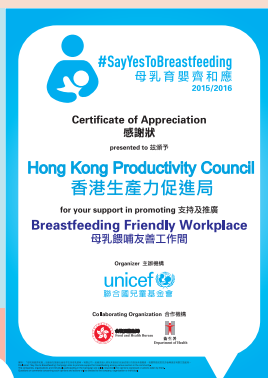 #SayYesToBreastfeeding
母乳育嬰齊和應
2015/2016
Certificate of Appreciation
感謝狀
presented to 茲頒予
Hong Kong Productivity Council
香港生產力促進局
for your support in promoting 支持及推廣
Breastfeeding Friendly Workplace
母乳餵哺友善工作間
Organizer 主辦機構
unicef
聯合國兒童基金會
Collaborating Organization 合作機構
Food and Health Bureau
衞生署
Department of Health